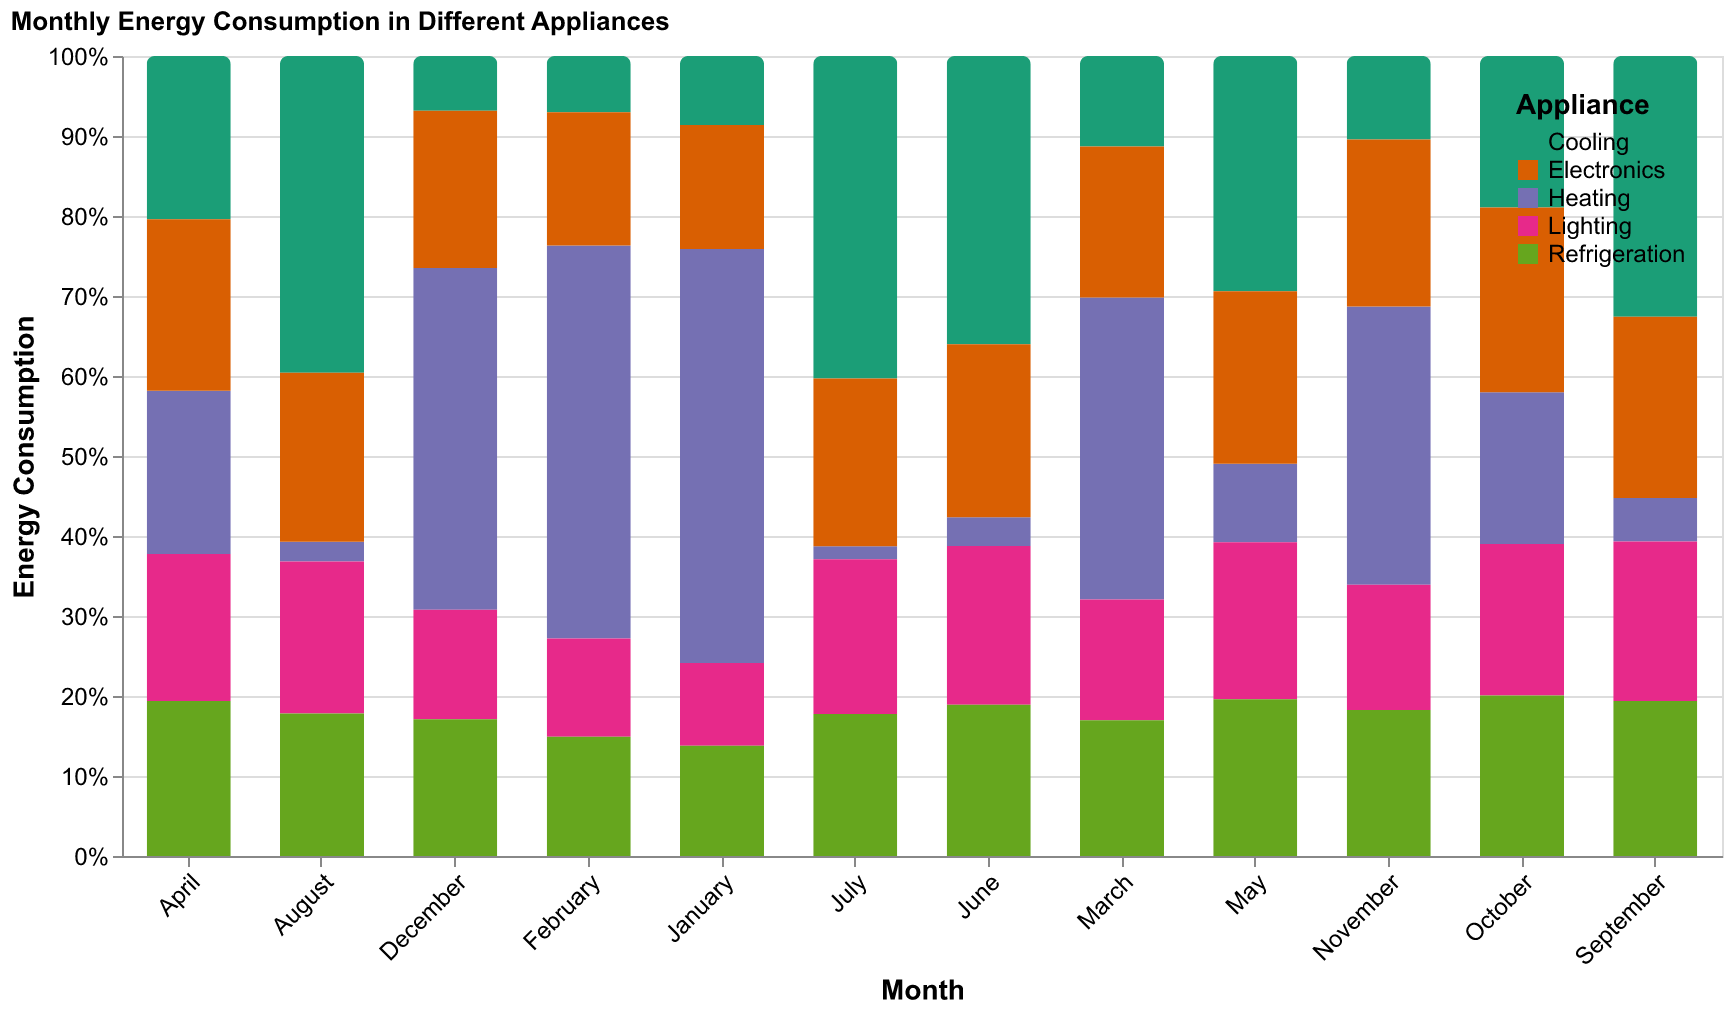 Monthly Energy Consumption in Different Appliances
100%
90%
80%
70%
60%
50%
40%
30%
20%
10%
0%
Energy Consumption
Appliance
Cooling
Electronics
Heating
Lighting
Refrigeration
April
August
December
February
January
July
June
March
May
November
October
September
Month